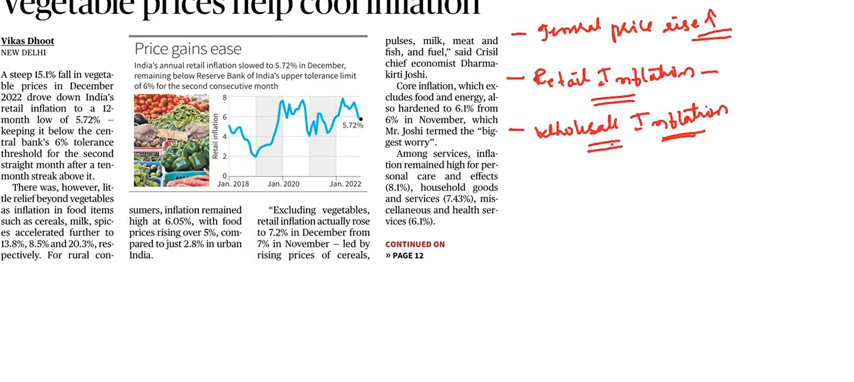 Vegetable prices help cool inflation
Vikas Dhoot
NEW DELHI
A steep 15.1% fall in vegeta-
ble prices in December
2022 drove down India's
retail inflation to a 12-
month low of 5.72% –
keeping it below the cen-
tral bank's 6% tolerance
threshold for the second
straight month after a ten-
month streak above it.
There was, however, lit-
tle relief beyond vegetables
as inflation in food items
such as cereals, milk, spic-
es accelerated further to
13.8%, 8.5% and 20.3%, res-
pectively. For rural con-
Price gains ease
India's annual retail inflation slowed to 5.72% in December,
remaining below Reserve Bank of India's upper tolerance limit
of 6% for the second consecutive month
Retail inflation
8
6
4
2
0
5.72%
Jan. 2018
Jan. 2020
Jan. 2022
sumers, inflation remained
high at 6.05%, with food
prices rising over 5%, com-
pared to just 2.8% in urban
India.
"Excluding vegetables,
retail inflation actually rose
to 7.2% in December from
7% in November – led by
rising prices of cereals,
pulses, milk, meat and
fish, and fuel," said Crisil
chief economist Dharma-
kirti Joshi.
Core inflation, which ex-
cludes food and energy, al-
so hardened to 6.1% from
6% in November, which
Mr. Joshi termed the "big-
gest worry".
Among services, infla-
tion remained high for per-
sonal care and effects
(8.1%), household goods
and services (7.43%), mis-
cellaneous and health ser-
vices (6.1%).
CONTINUED ON
» PAGE 12
- General price rise ↑
- Retail Inflation -
- Wholesale Inflation